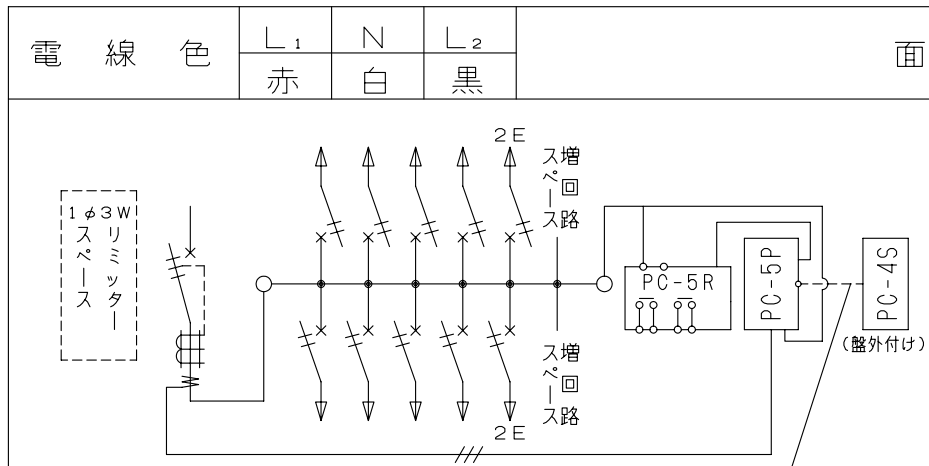 電線色
L₁ N L₂
赤 白 黒
面
2E
増回路
スペース
1φ3W
リミッター
スペース
PC-5R
PC-5P
PC-4S
(盤外付け)
増回路
スペース
2E